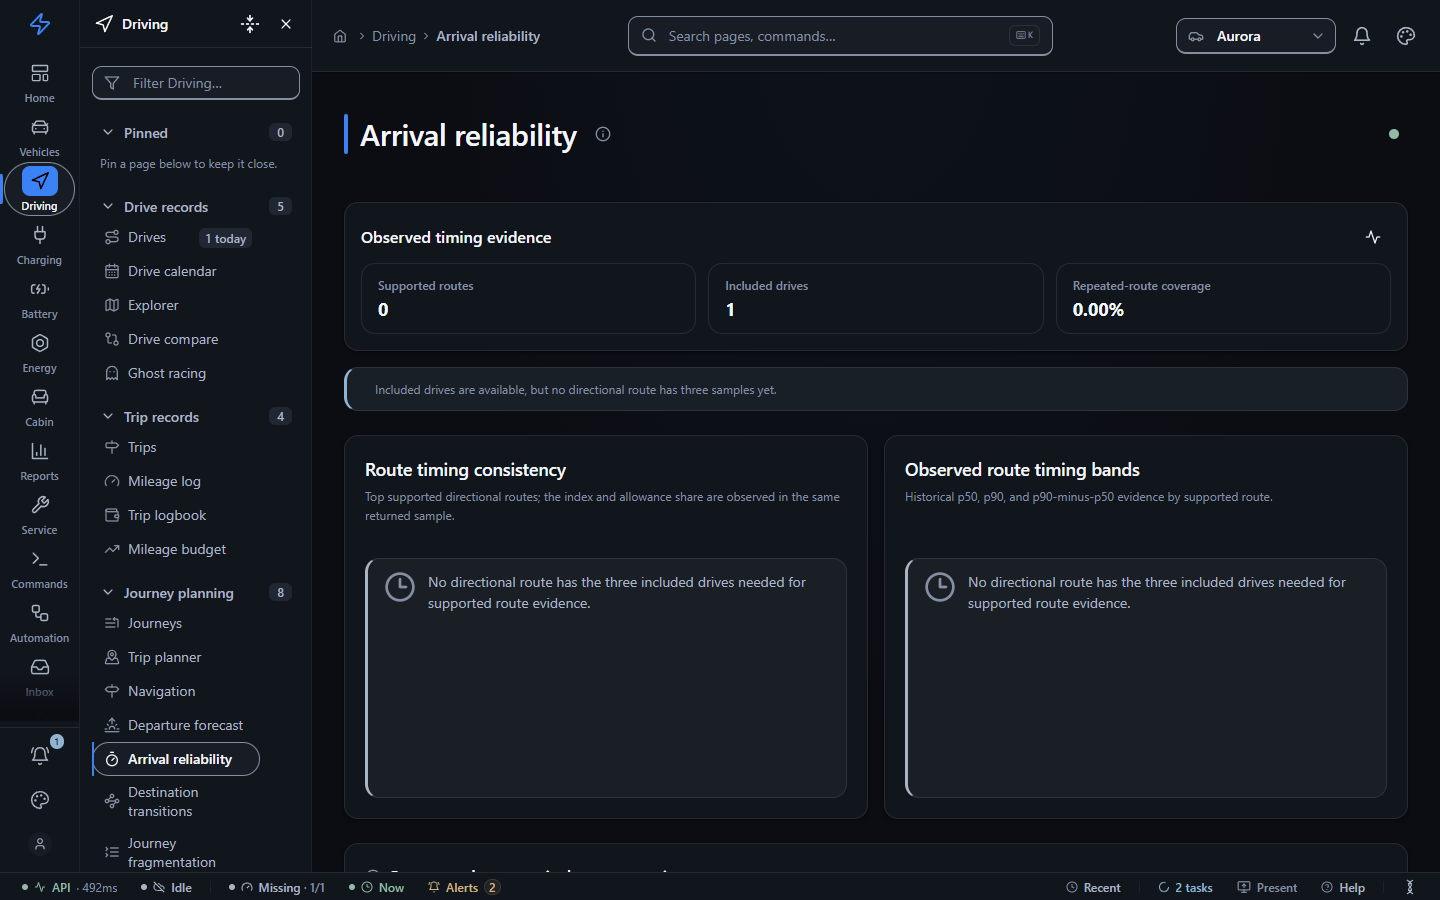 Driving
Driving
Arrival reliability
Search pages, commands...
K
Aurora
Home
Vehicles
Driving
Charging
Battery
Energy
Cabin
Reports
Service
Commands
Automation
Inbox
1
Filter Driving...
Pinned
0
Pin a page below to keep it close.
Drive records
5
Drives
1 today
Drive calendar
Explorer
Drive compare
Ghost racing
Trip records
4
Trips
Mileage log
Trip logbook
Mileage budget
Journey planning
8
Journeys
Trip planner
Navigation
Departure forecast
Arrival reliability
Destination
transitions
Journey
fragmentation
Arrival reliability
Observed timing evidence
Supported routes
0
Included drives
1
Repeated-route coverage
0.00%
Included drives are available, but no directional route has three samples yet.
Route timing consistency
Top supported directional routes; the index and allowance share are observed in the same
returned sample.
No directional route has the three included drives needed for
supported route evidence.
Observed route timing bands
Historical p50, p90, and p90-minus-p50 evidence by supported route.
No directional route has the three included drives needed for
supported route evidence.
API · 492ms
Idle
Missing · 1/1
Now
Alerts 2
Recent
2 tasks
Present
Help